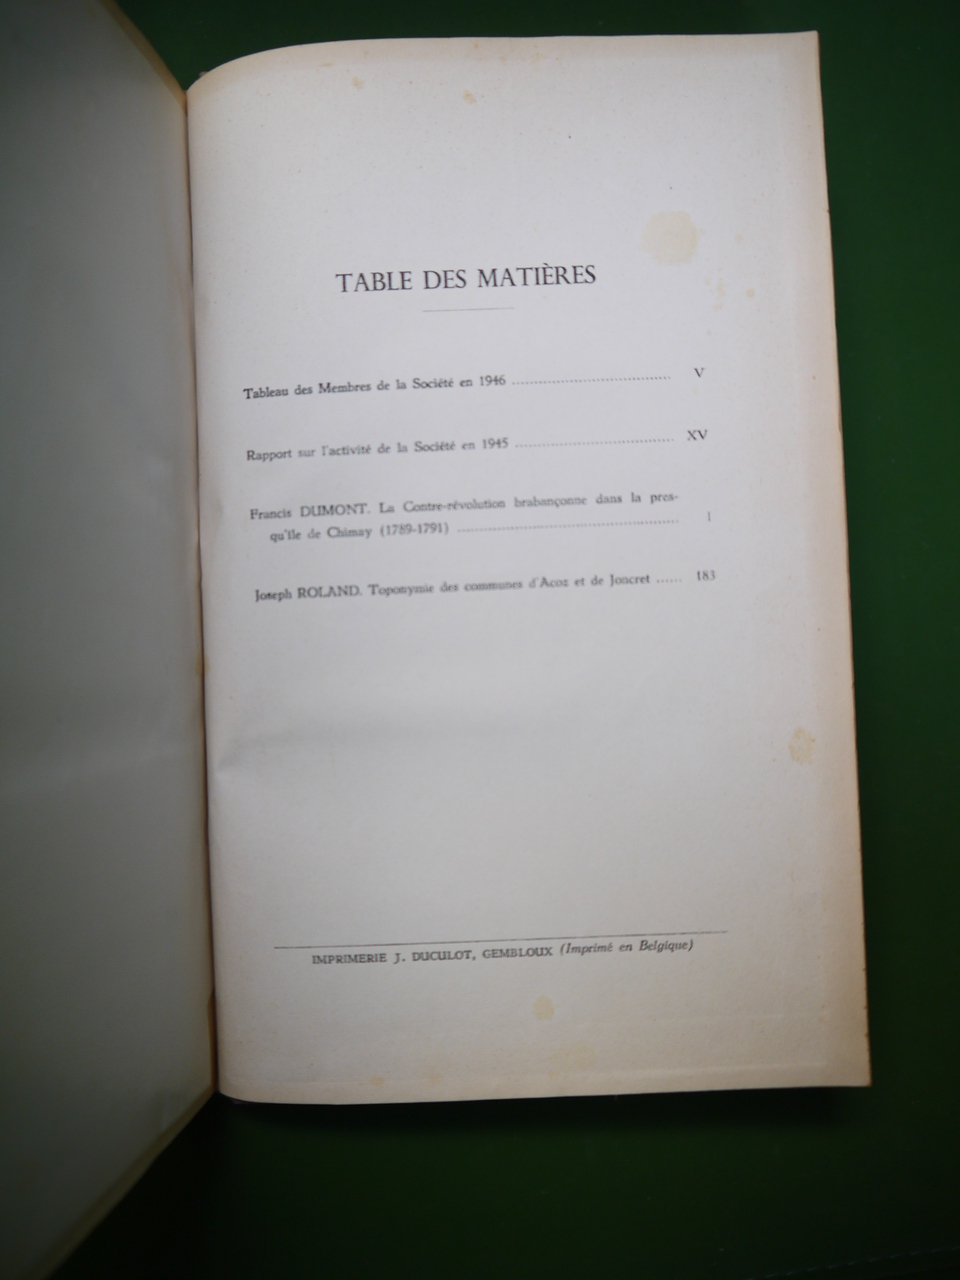 TABLE DES MATIÈRES
Tableau des Membres de la Société en 1946 .................................... V
Rapport sur l'activité de la Société en 1945 .................................... XV
Francis DUMONT. La Contre-révolution brabançonne dans la pres-
qu'île de Chimay (1789-1791) .................................................. 1
Joseph ROLAND. Toponymie des communes d'Acoz et de Joncret ...... 183
IMPRIMERIE J. DUCULOT, GEMBLOUX (Imprimé en Belgique)